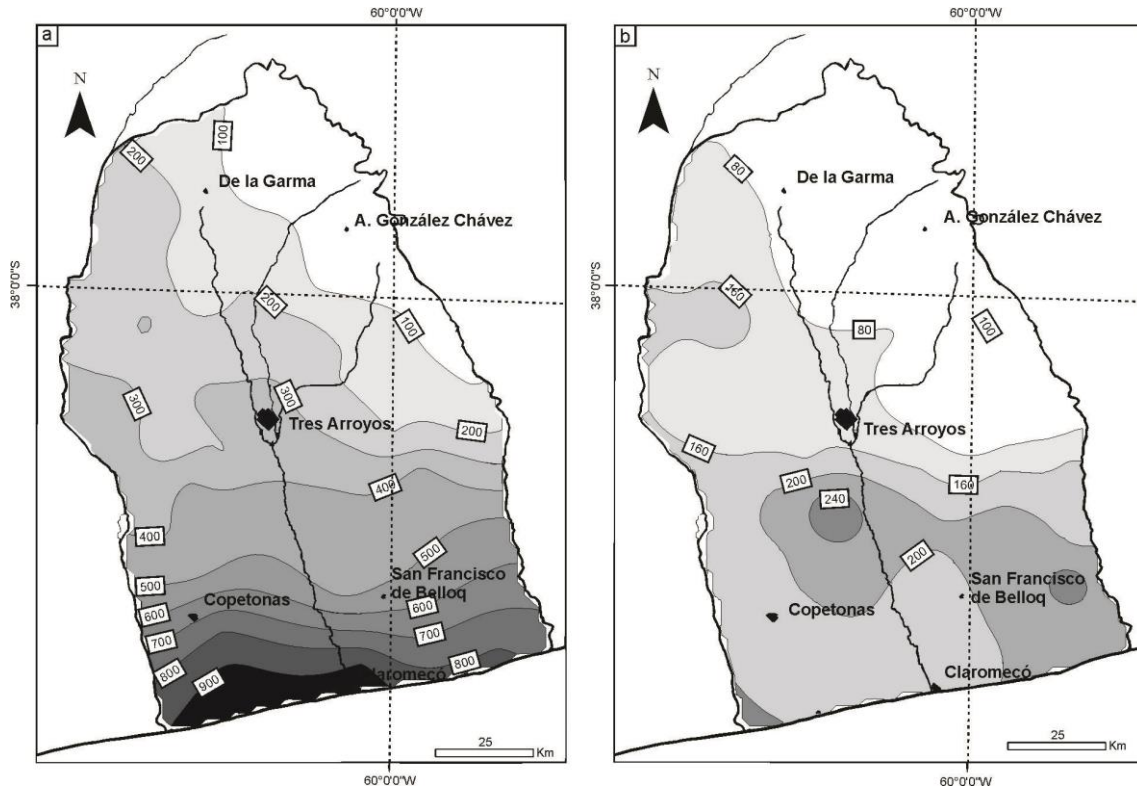 60°0'0"W
a
N
100
200
De la Garma
A. González Chávez
38°0'0"S
200
100
300
300
Tres Arroyos
200
400
400
500
500
San Francisco
de Belloq
600
Copetonas
600
700
700
800
800
900
Claromecó
25
Km
60°0'0"W
60°0'0"W
b
N
80
De la Garma
A. González Chávez
38°0'0"S
160
80
100
Tres Arroyos
160
200
160
240
200
San Francisco
de Belloq
Copetonas
Claromecó
25
Km
60°0'0"W